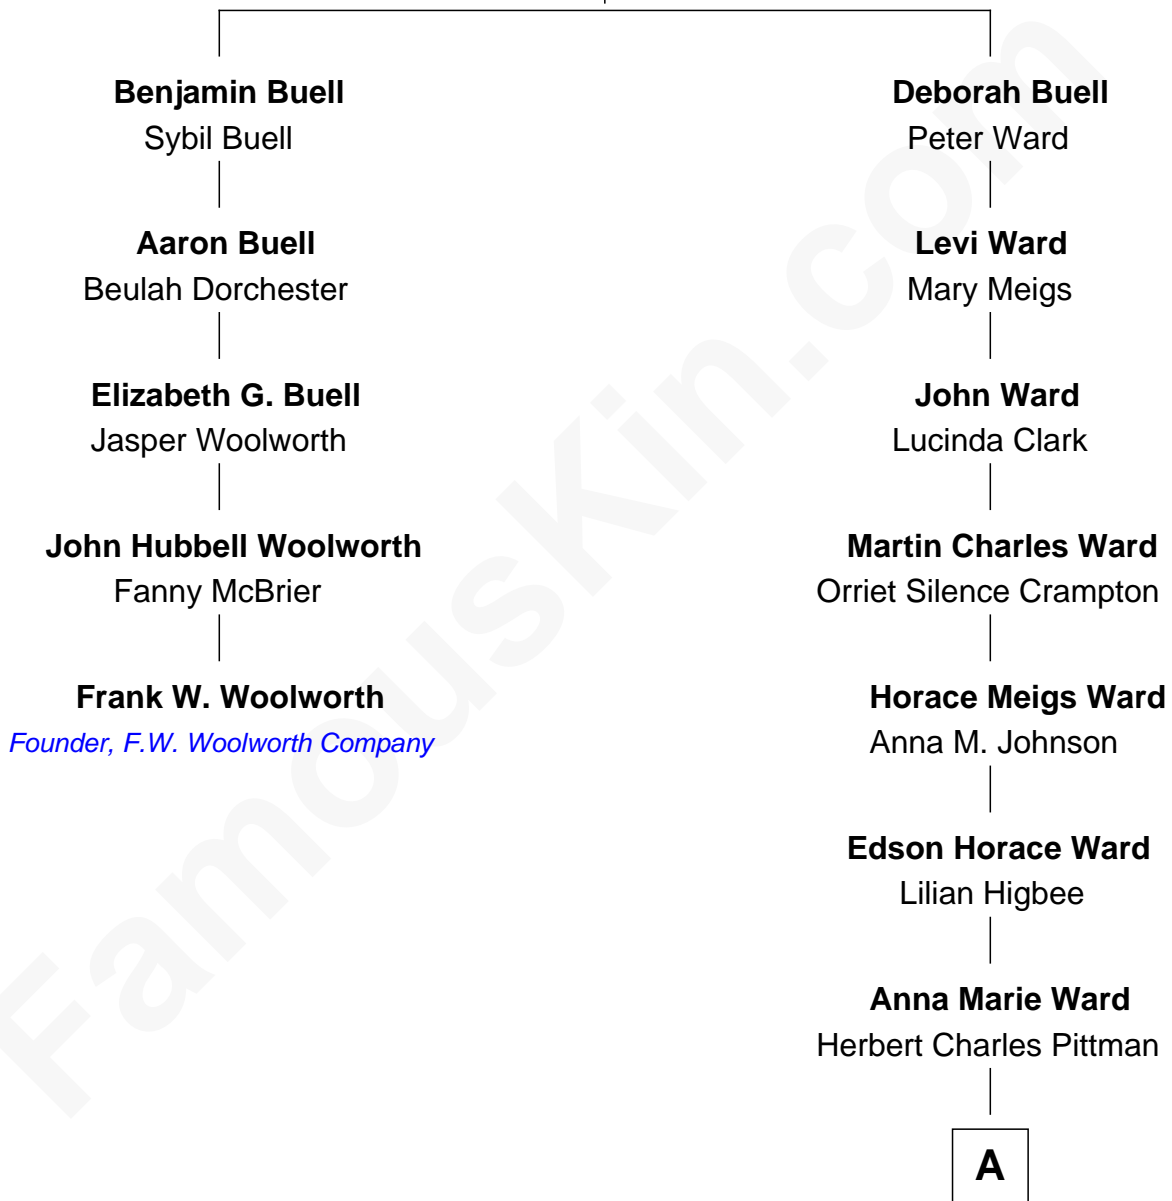 Benjamin Buell
Sybil Buell
Aaron Buell
Beulah Dorchester
Elizabeth G. Buell
Jasper Woolworth
John Hubbell Woolworth
Fanny McBrier
Frank W. Woolworth
Founder, F.W. Woolworth Company
Deborah Buell
Peter Ward
Levi Ward
Mary Meigs
John Ward
Lucinda Clark
Martin Charles Ward
Orriet Silence Crampton
Horace Meigs Ward
Anna M. Johnson
Edson Horace Ward
Lilian Higbee
Anna Marie Ward
Herbert Charles Pittman
A
FamousKin.com